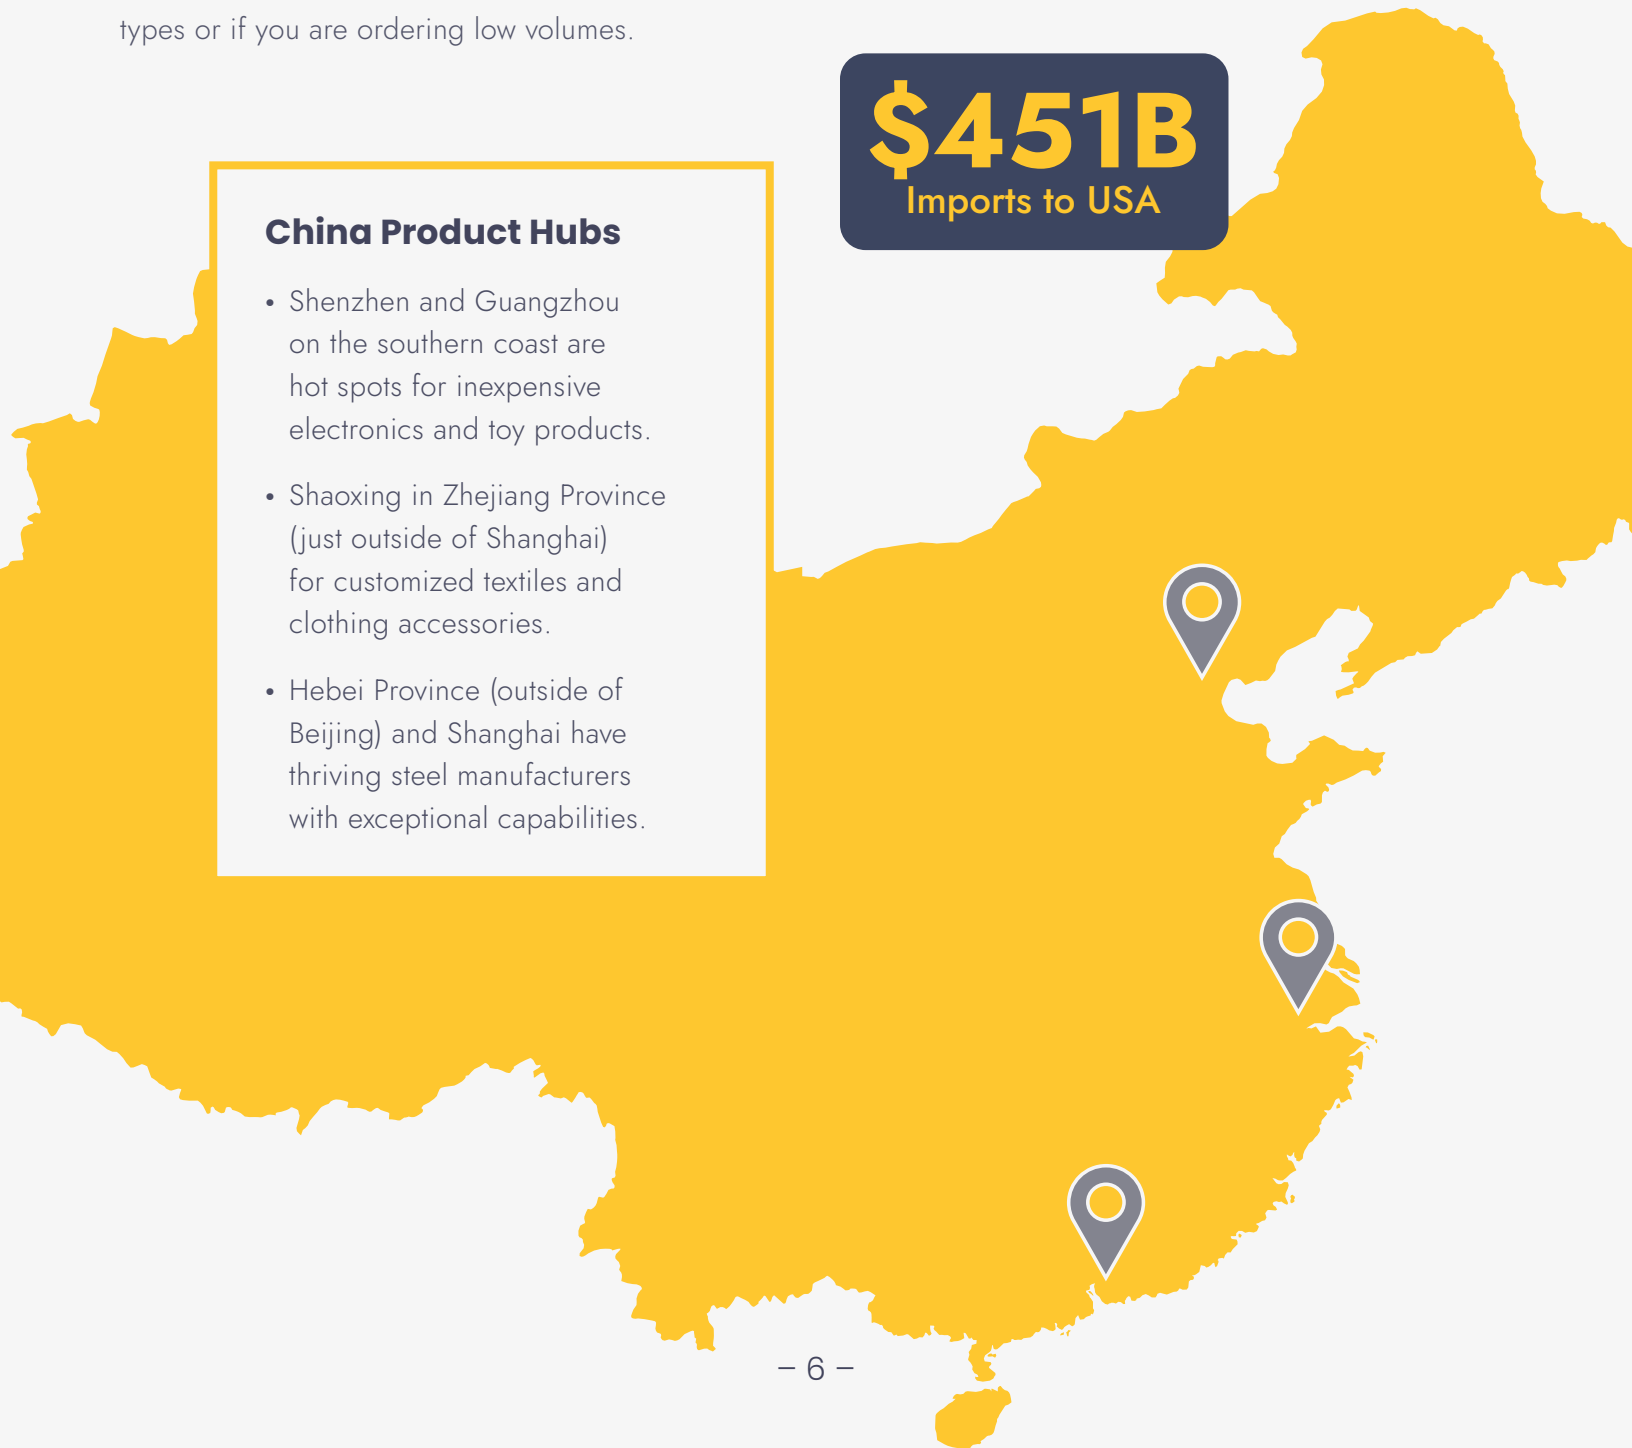 types or if you are ordering low volumes.
$451B
Imports to USA
China Product Hubs
• Shenzhen and Guangzhou
on the southern coast are
hot spots for inexpensive
electronics and toy products.
• Shaoxing in Zhejiang Province
(just outside of Shanghai)
for customized textiles and
clothing accessories.
• Hebei Province (outside of
Beijing) and Shanghai have
thriving steel manufacturers
with exceptional capabilities.
– 6 –